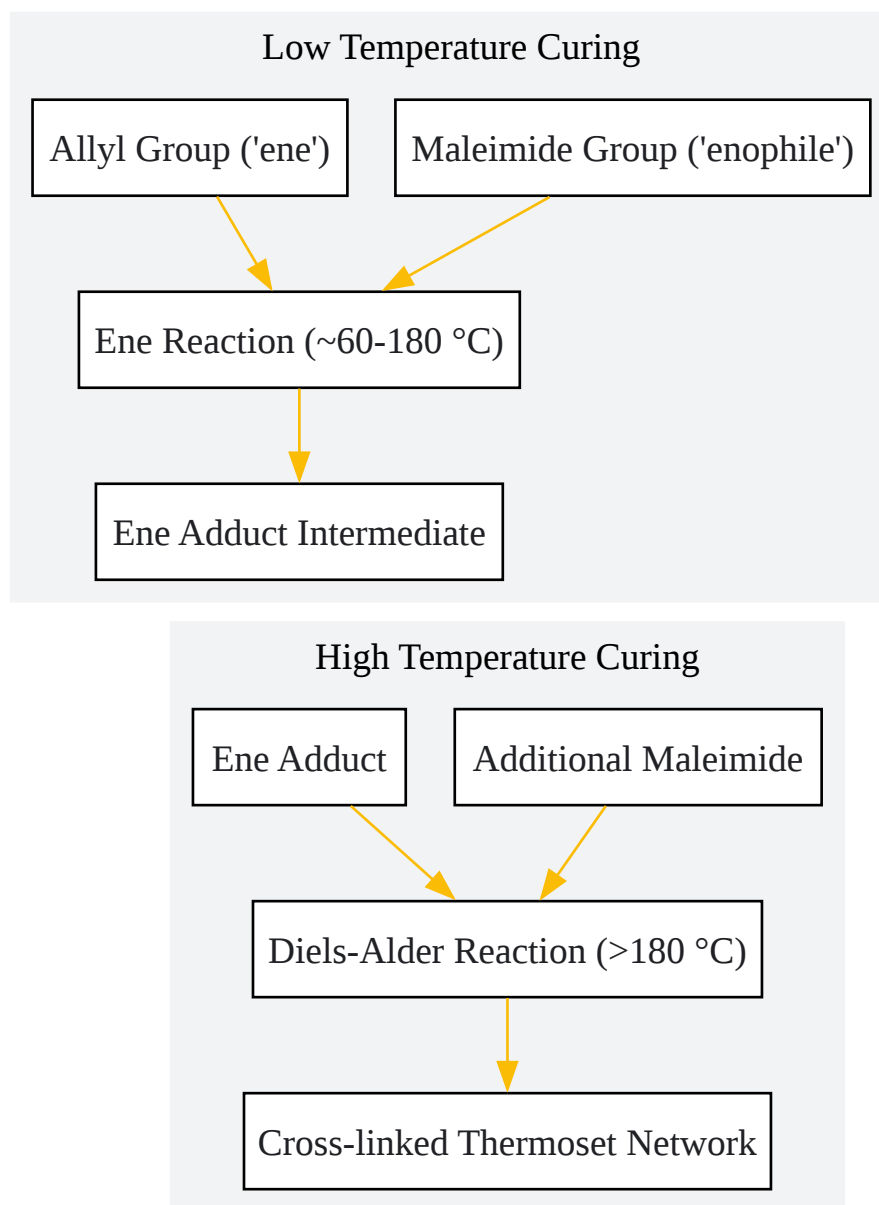 Low Temperature Curing
Allyl Group ('ene')
Maleimide Group ('enophile')
Ene Reaction (~60-180 °C)
Ene Adduct Intermediate
High Temperature Curing
Ene Adduct
Additional Maleimide
Diels-Alder Reaction (>180 °C)
Cross-linked Thermoset Network